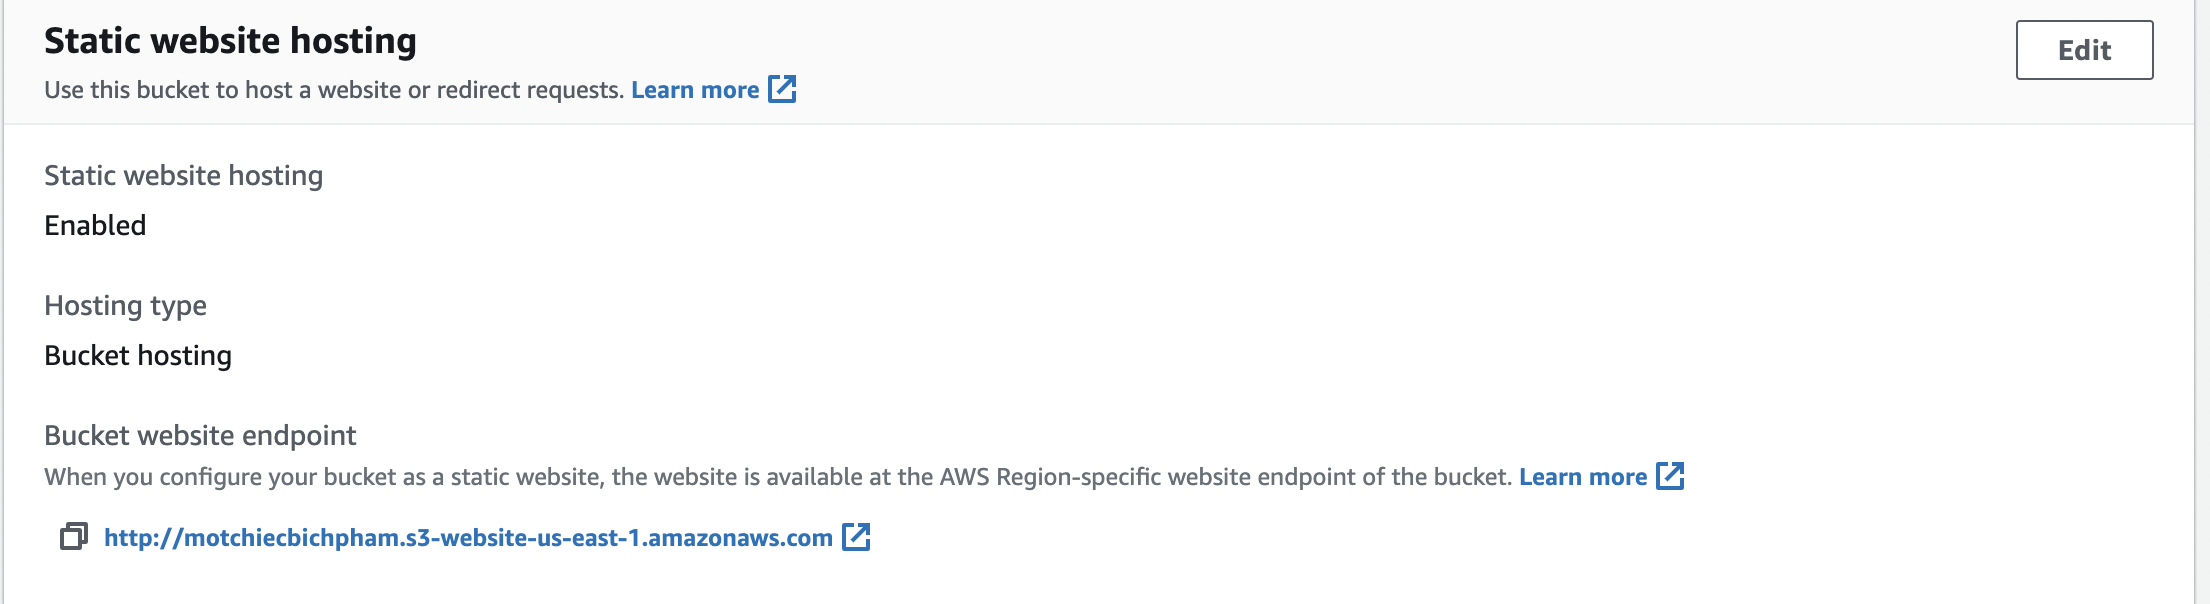 Static website hosting
Edit
Use this bucket to host a website or redirect requests. Learn more
Static website hosting
Enabled
Hosting type
Bucket hosting
Bucket website endpoint
When you configure your bucket as a static website, the website is available at the AWS Region-specific website endpoint of the bucket. Learn more
http://motchiecbichpham.s3-website-us-east-1.amazonaws.com